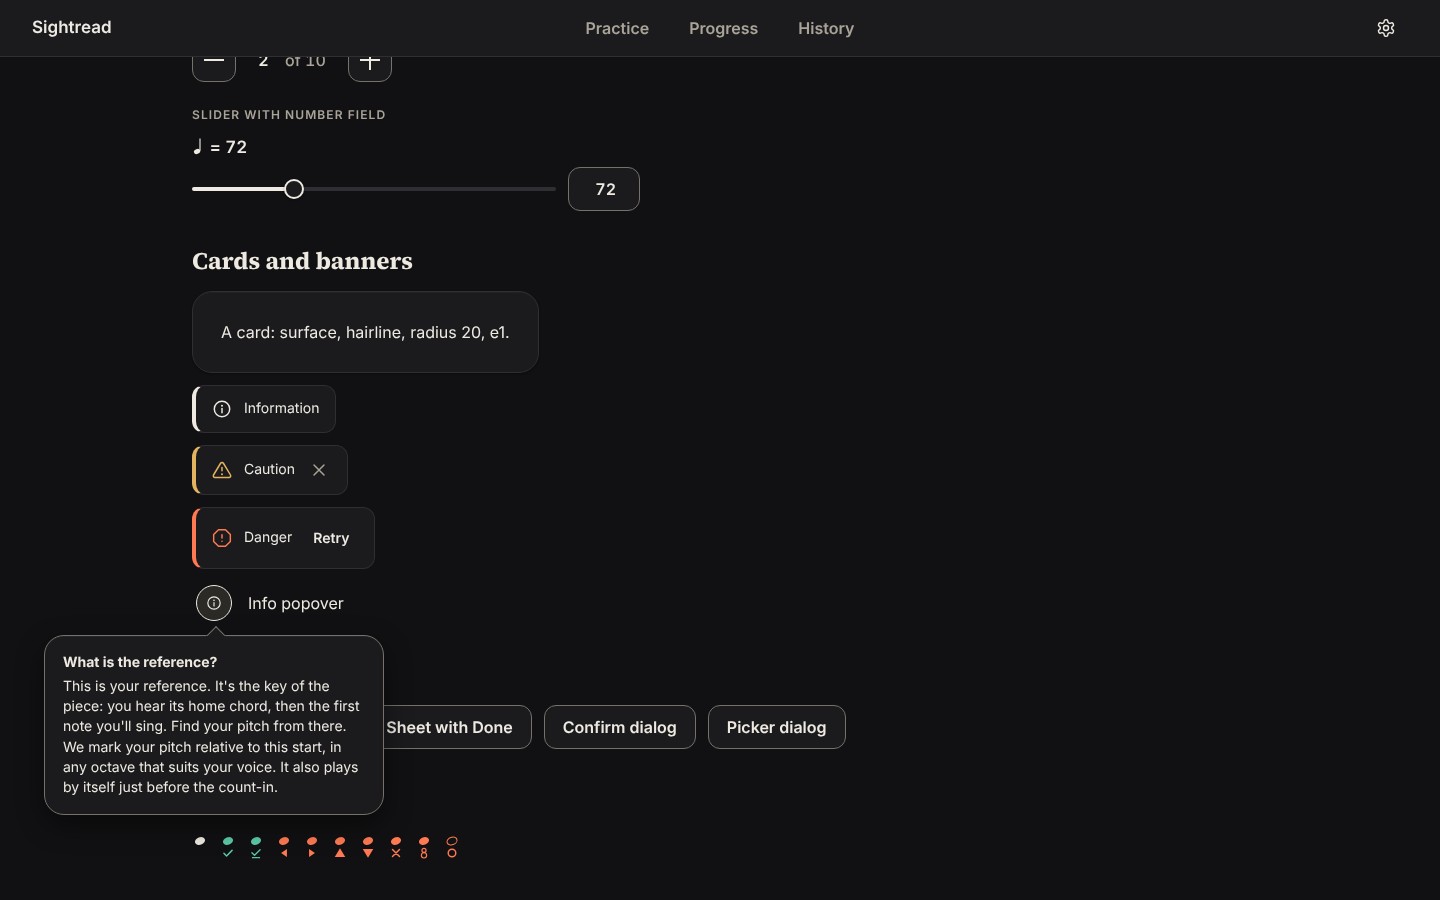 Sightread
Practice
Progress
History
2 of 10
SLIDER WITH NUMBER FIELD
= 72
72
Cards and banners
A card: surface, hairline, radius 20, e1.
Information
Caution
Danger Retry
Info popover
What is the reference?
This is your reference. It's the key of the
piece: you hear its home chord, then the first
note you'll sing. Find your pitch from there.
We mark your pitch relative to this start, in
any octave that suits your voice. It also plays
by itself just before the count-in.
Sheet with Done
Confirm dialog
Picker dialog